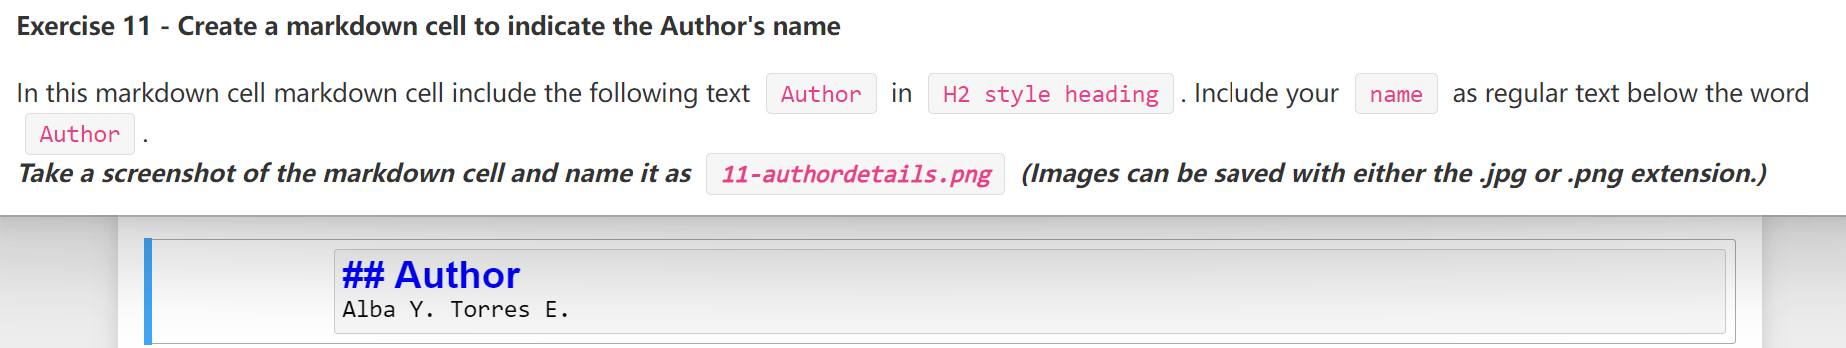 Exercise 11 - Create a markdown cell to indicate the Author's name
In this markdown cell markdown cell include the following text Author in H2 style heading . Include your name as regular text below the word
Author .
Take a screenshot of the markdown cell and name it as 11-authordetails.png (Images can be saved with either the .jpg or .png extension.)
## Author
Alba Y. Torres E.